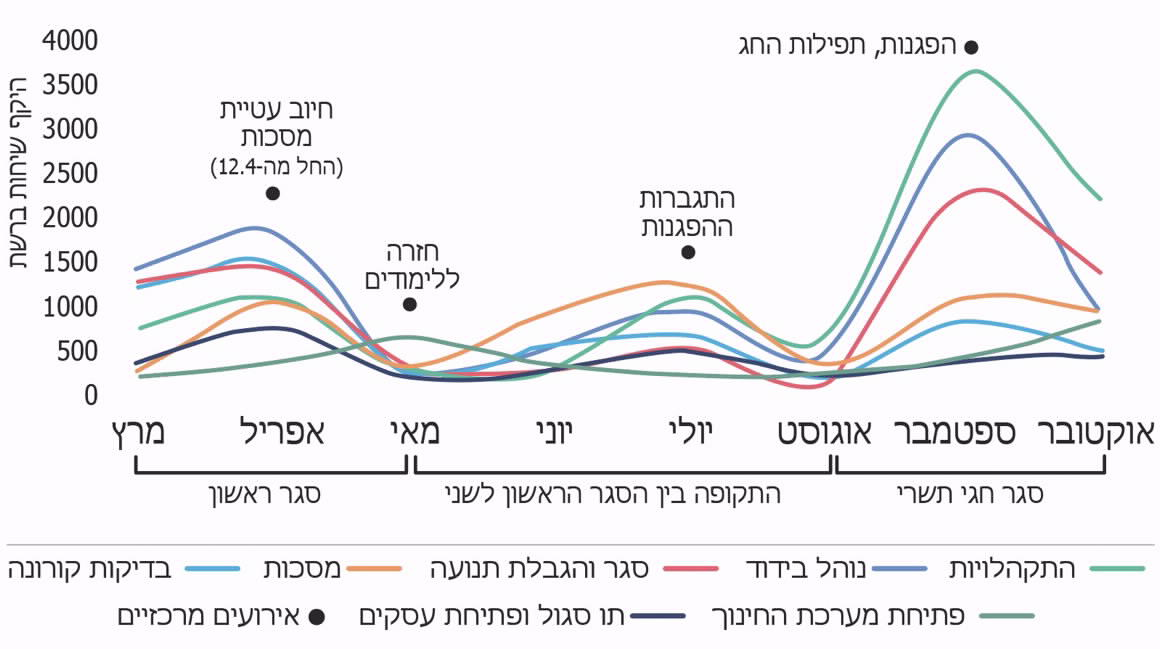 היקף שיחות ברשת
4000
3500
3000
2500
2000
1500
1000
500
0
חיוב עטיית
מסכות
(החל מה-12.4)
חזרה
ללימודים
התגברות
ההפגנות
הפגנות, תפילות החג
מרץ אפריל מאי יוני יולי אוגוסט ספטמבר אוקטובר
סגר ראשון התקופה בין הסגר הראשון לשני סגר חגי תשרי
התקהלויות נוהל בידוד סגר והגבלת תנועה מסכות בדיקות קורונה
פתיחת מערכת החינוך תו סגול ופתיחת עסקים אירועים מרכזיים